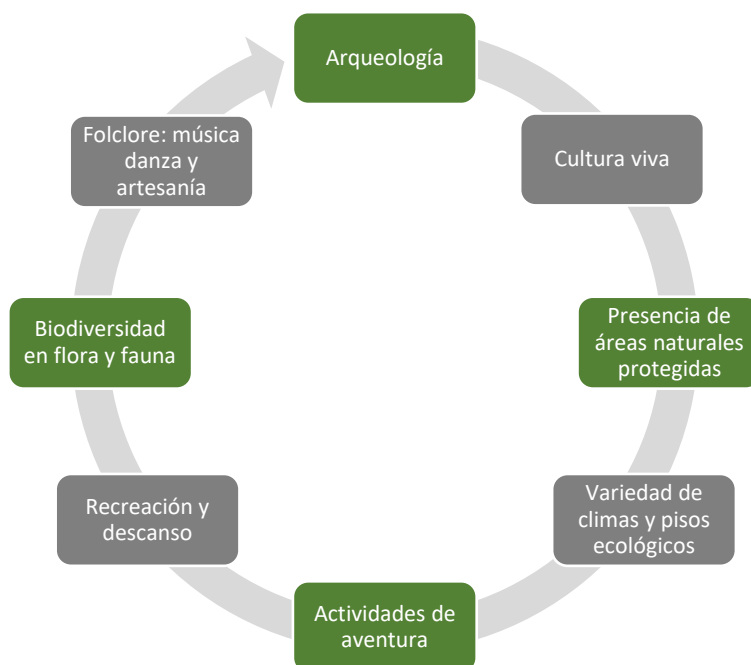 Arqueología
Cultura viva
Presencia de
áreas naturales
protegidas
Variedad de
climas y pisos
ecológicos
Actividades de
aventura
Recreación y
descanso
Biodiversidad
en flora y fauna
Folclore: música
danza y
artesanía